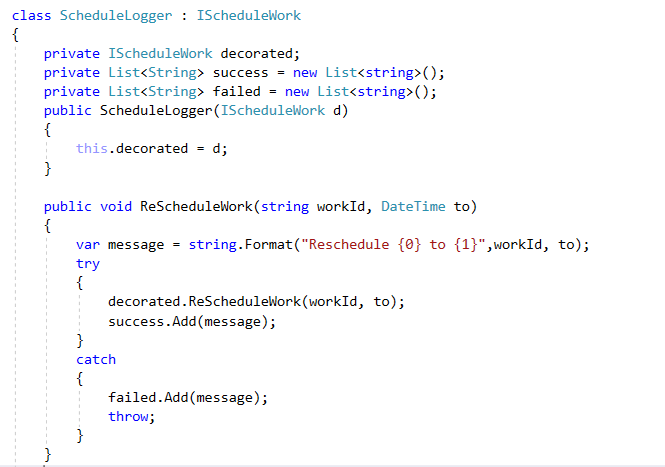 class ScheduleLogger : IScheduleWork
{
    private IScheduleWork decorated;
    private List<String> success = new List<string>();
    private List<String> failed = new List<string>();
    public ScheduleLogger(IScheduleWork d)
    {
        this.decorated = d;
    }

    public void ReScheduleWork(string workId, DateTime to)
    {
        var message = string.Format("Reschedule {0} to {1}",workId, to);
        try
        {
            decorated.ReScheduleWork(workId, to);
            success.Add(message);
        }
        catch
        {
            failed.Add(message);
            throw;
        }
    }